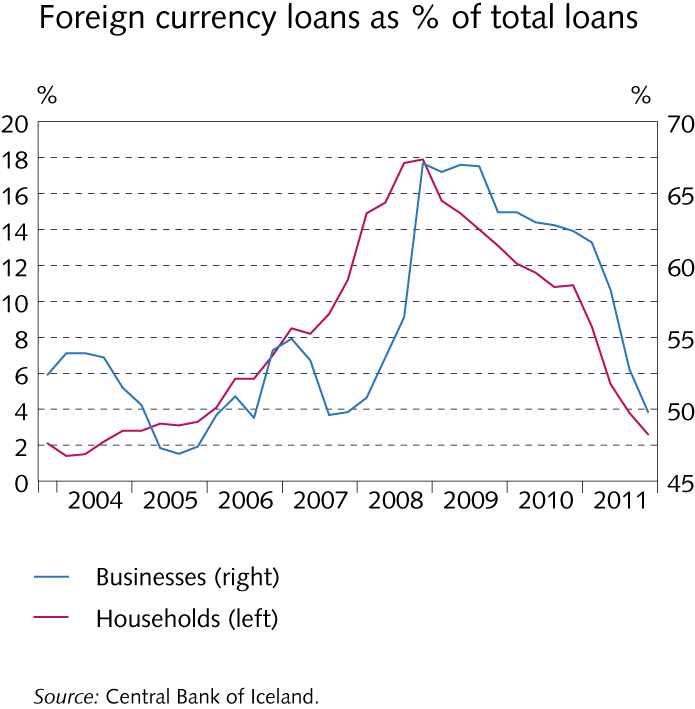 Foreign currency loans as % of total loans
% %
20 70
18
16 65
14
12 60
10
8 55
6
4 50
2
0 45
2004 2005 2006 2007 2008 2009 2010 2011
Businesses (right)
Households (left)
Source: Central Bank of Iceland.